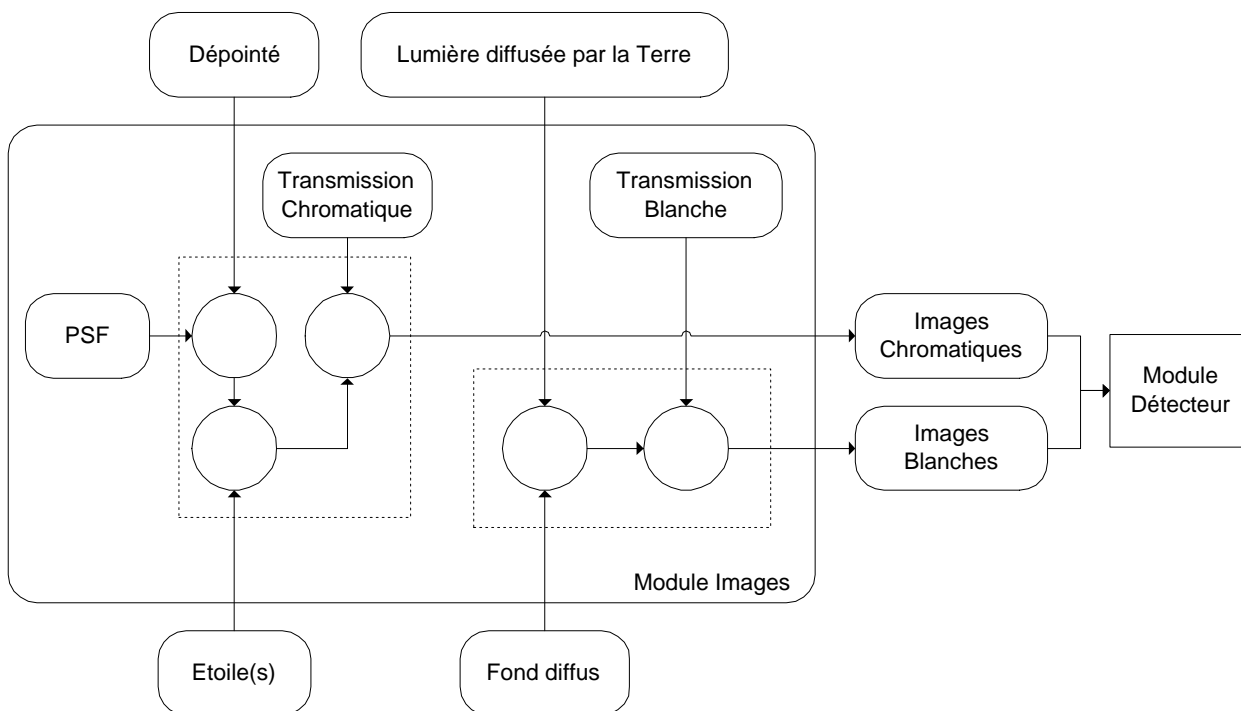 Dépointé
Lumière diffusée par la Terre
Transmission
Chromatique
Transmission
Blanche
PSF
Images
Chromatiques
Module
Détecteur
Images
Blanches
Module Images
Etoile(s)
Fond diffus